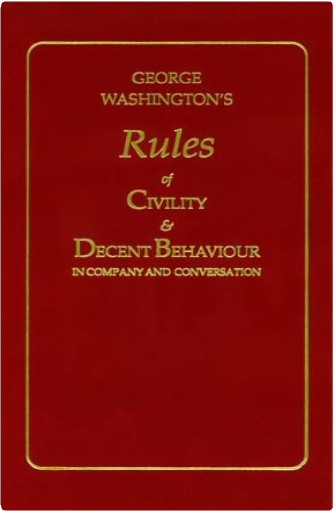 GEORGE
WASHINGTON'S
Rules
of
CIVILITY
&
DECENT BEHAVIOUR
IN COMPANY AND CONVERSATION